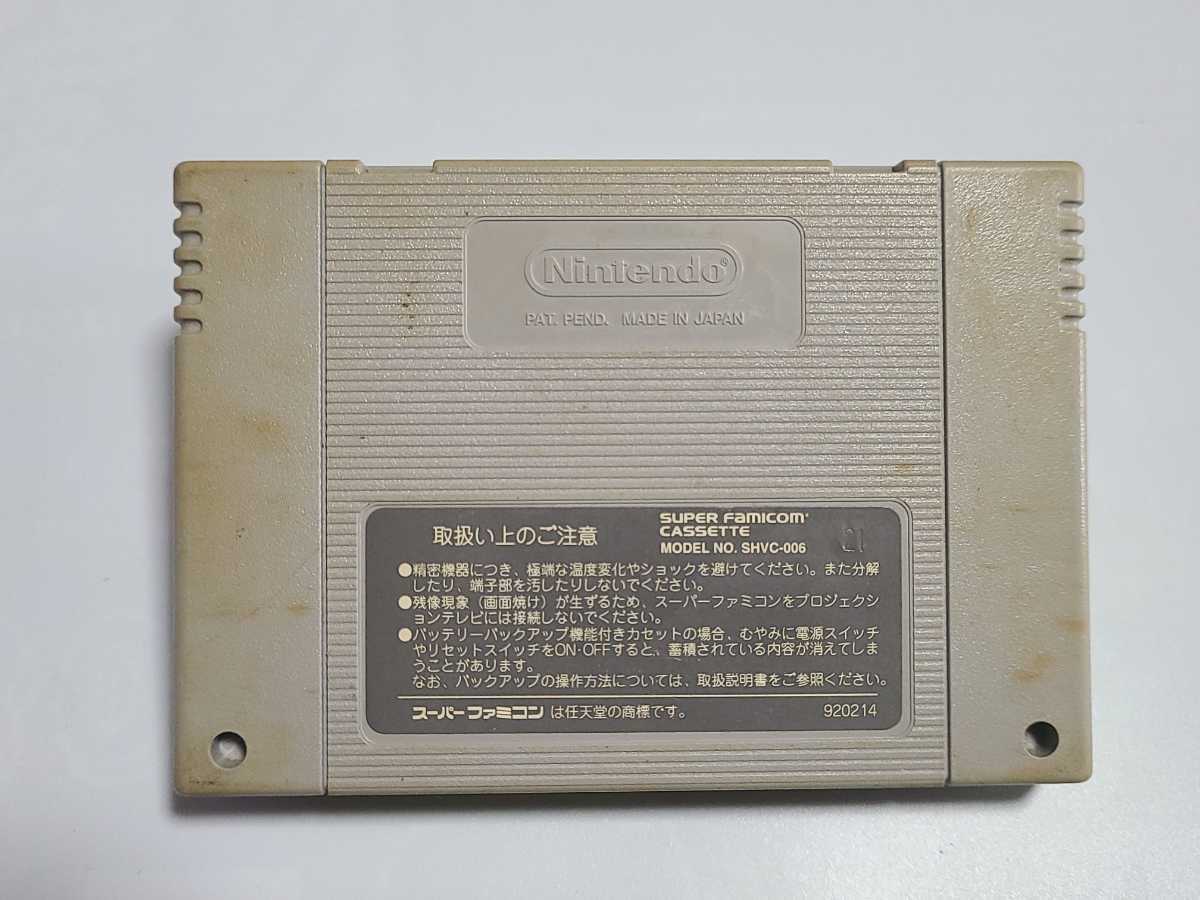 Nintendo®
PAT. PEND. MADE IN JAPAN
取扱い上のご注意
SUPER FAMICOM
CASSETTE
MODEL NO. SHVC-006
21
●精密機器につき、極端な温度変化やショックを避けてください。また分解
したり、端子部を汚したりしないでください。
●残像現象（画面焼け）が生ずるため、スーパーファミコンをプロジェクシ
ョンテレビには接続しないでください。
●バッテリーバックアップ機能付きカセットの場合、むやみに電源スイッチ
やリセットスイッチをON·OFFすると、蓄積されている内容が消えてしま
うことがあります。
なお、バックアップの操作方法については、取扱説明書をご参照ください。
スーパーファミコン は任天堂の商標です。
920214